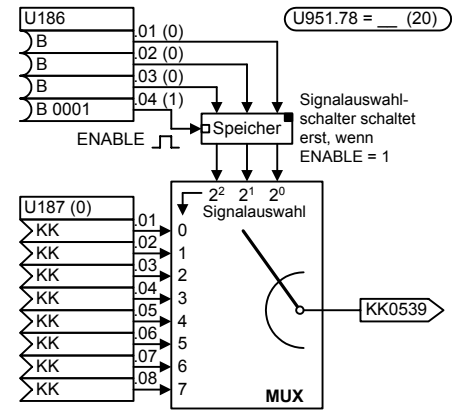 U186
U951.78 = __ (20)
B .01 (0)
B .02 (0)
B .03 (0)
B 0001 .04 (1)
ENABLE
Speicher
Signalauswahl-
schalter schaltet
erst, wenn
ENABLE = 1
2² 2¹ 2⁰
Signalauswahl
U187 (0)
KK .01 0
KK .02 1
KK .03 2
KK .04 3
KK .05 4
KK .06 5
KK .07 6
KK .08 7
KK0539
MUX